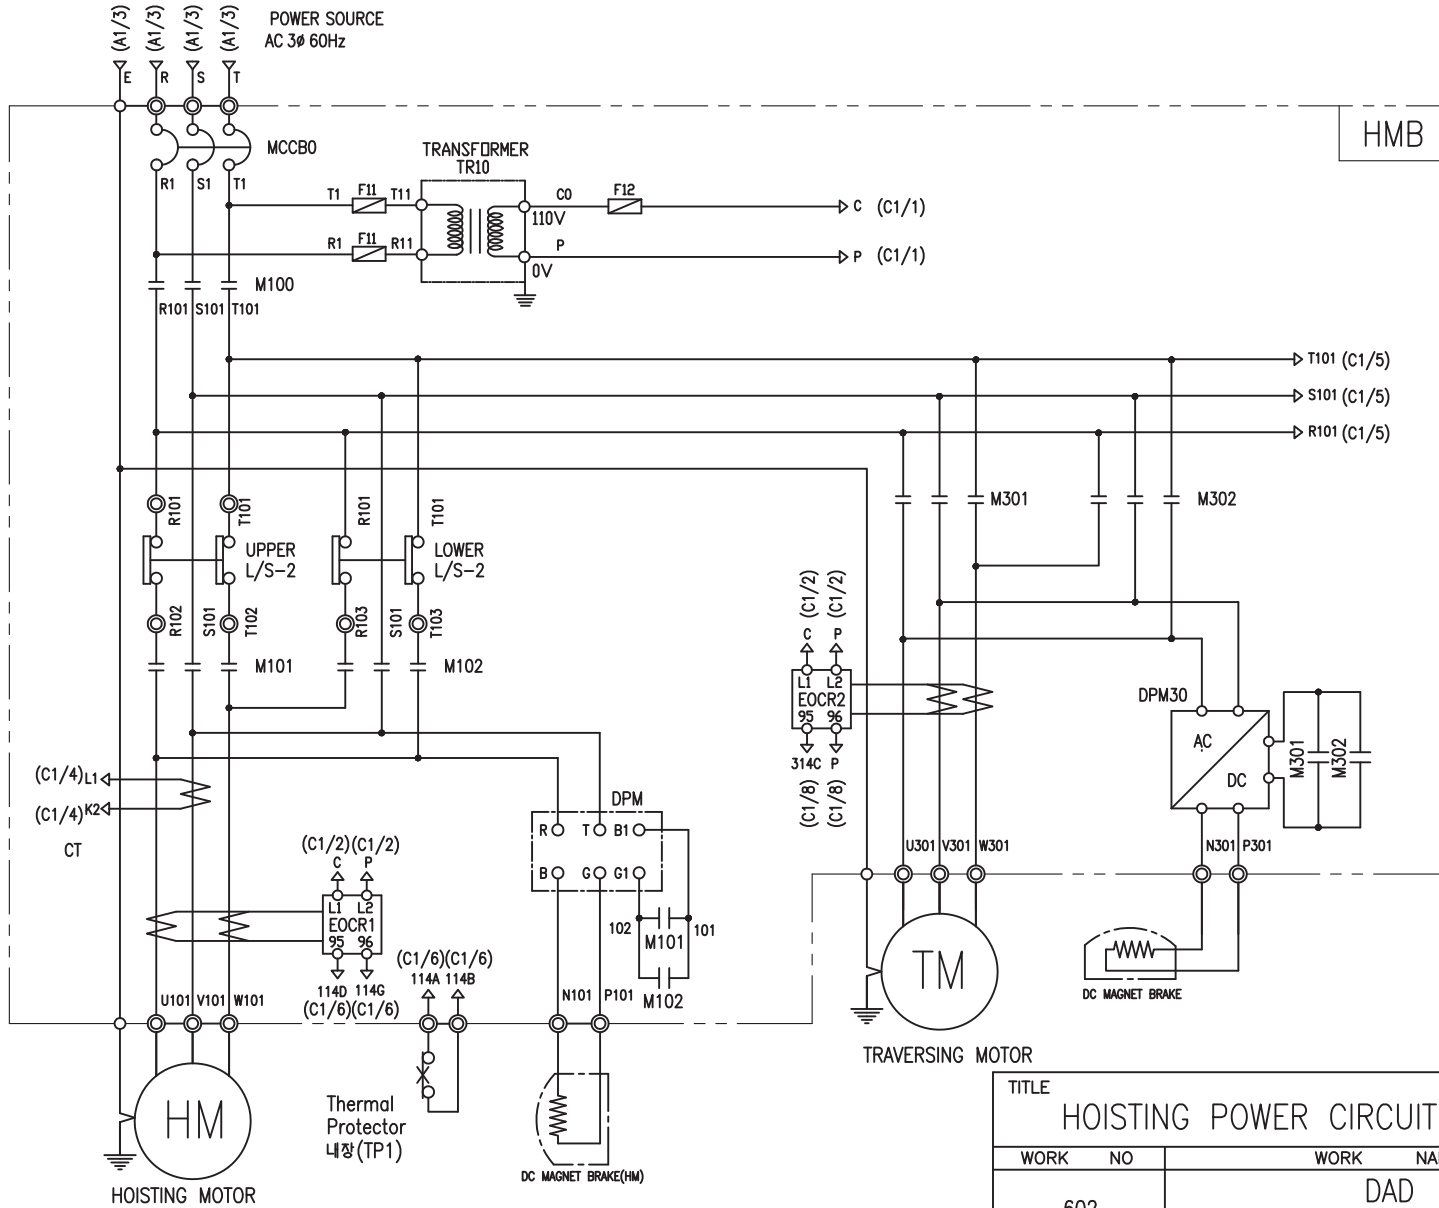 (A1/3) (A1/3) (A1/3) (A1/3)
POWER SOURCE
AC 3ø 60Hz
E R S T
HMB
MCCB0
R1 S1 T1
TRANSFORMER
TR10
T1 F11 T11
C0 F12
C (C1/1)
110V
R1 F11 R11
P
P (C1/1)
0V
M100
R101 S101 T101
T101 (C1/5)
S101 (C1/5)
R101 (C1/5)
R101 T101 R101 T101
M301 M302
UPPER
L/S-2
LOWER
L/S-2
R102 S101 T102 R103 S101 T103
M101 M102
(C1/2) (C1/2)
C P
L1 L2
EOCR2
95 96
314C P
(C1/8) (C1/8)
DPM30
AC
DC
M301 M302
(C1/4) L1
(C1/4) K2
CT
DPM
R T B1
B G G1
102 101
M101
M102
(C1/2) (C1/2)
C P
L1 L2
EOCR1
95 96
114D 114G
(C1/6) (C1/6)
(C1/6) (C1/6)
114A 114B
U301 V301 W301
N301 P301
U101 V101 W101
N101 P101
TM
DC MAGNET BRAKE
TRAVERSING MOTOR
HM
HOISTING MOTOR
Thermal
Protector
내장(TP1)
DC MAGNET BRAKE(HM)
TITLE
HOISTING POWER CIRCUIT
WORK NO
WORK NA
DAD
602